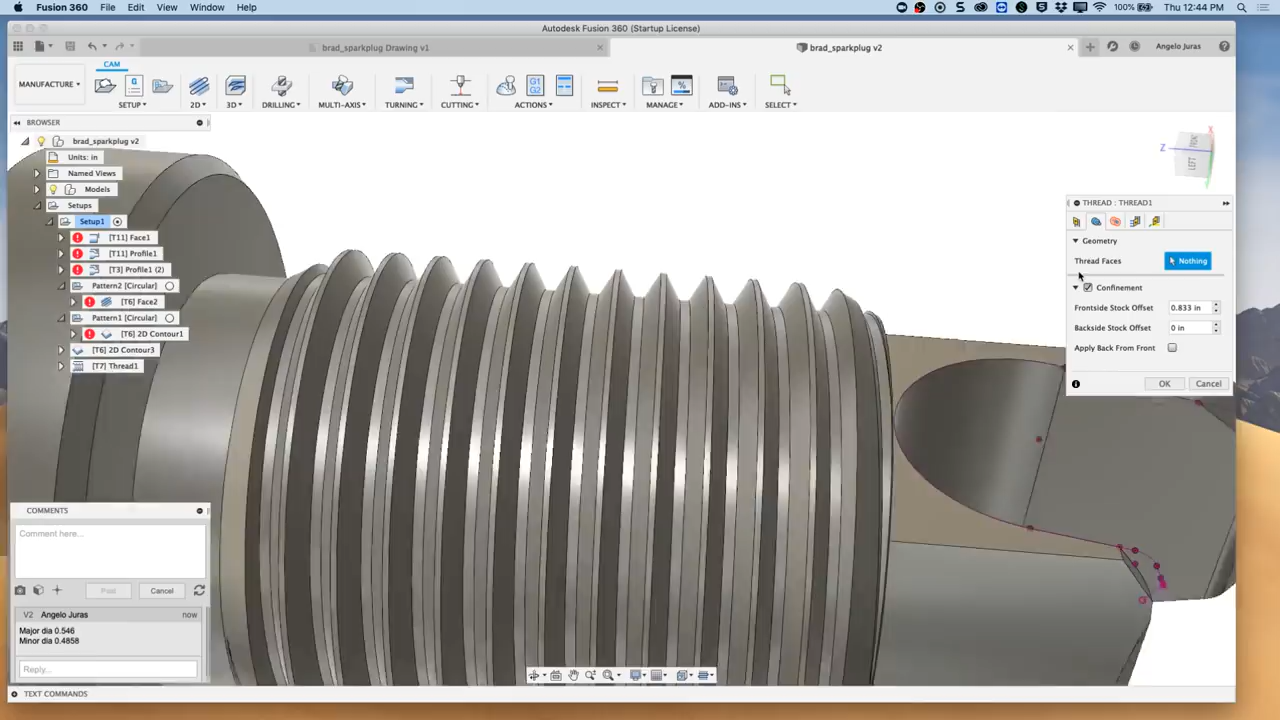 Fusion 360 File Edit View Window Help 100% Thu 12:44 PM
Autodesk Fusion 360 (Startup License)
brad_sparkplug Drawing v1 brad_sparkplug v2 Angelo Juras
CAM
MANUFACTURE
SETUP 2D 3D DRILLING MULTI-AXIS TURNING CUTTING ACTIONS INSPECT MANAGE ADD-INS SELECT
G1
G2
BROWSER
brad_sparkplug v2
Units: in
Named Views
Models
Setups
Setup1
[T11] Face1
[T11] Profile1
[T3] Profile1 (2)
Pattern2 [Circular]
[T6] Face2
Pattern1 [Circular]
[T6] 2D Contour1
[T6] 2D Contour3
[T7] Thread1
Z
LEFT
THREAD : THREAD1
Geometry
Thread Faces Nothing
Confinement
Frontside Stock Offset 0.833 in
Backside Stock Offset 0 in
Apply Back From Front
OK Cancel
COMMENTS
Comment here...
Post Cancel
V2 Angelo Juras now
Major dia 0.546
Minor dia 0.4858
Reply...
TEXT COMMANDS